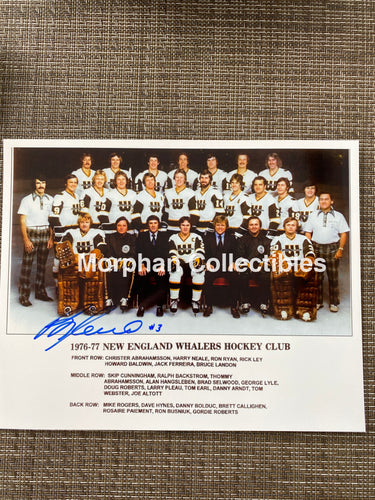 Morphan Collectibles
#3
1976-77 NEW ENGLAND WHALERS HOCKEY CLUB
FRONT ROW: CHRISTER ABRAHAMSSON, HARRY NEALE, RON RYAN, RICK LEY
HOWARD BALDWIN, JACK FERREIRA, BRUCE LANDON
MIDDLE ROW: SKIP CUNNINGHAM, RALPH BACKSTROM, THOMMY
ABRAHAMSSON, ALAN HANGSLEBEN, BRAD SELWOOD, GEORGE LYLE,
DOUG ROBERTS, LARRY PLEAU, TOM EARL, DANNY ARNDT, TOM
WEBSTER, JOE ALTOTT
BACK ROW: MIKE ROGERS, DAVE HYNES, DANNY BOLDUC, BRETT CALLIGHEN,
ROSAIRE PAIEMENT, RON BUSNIUK, GORDIE ROBERTS